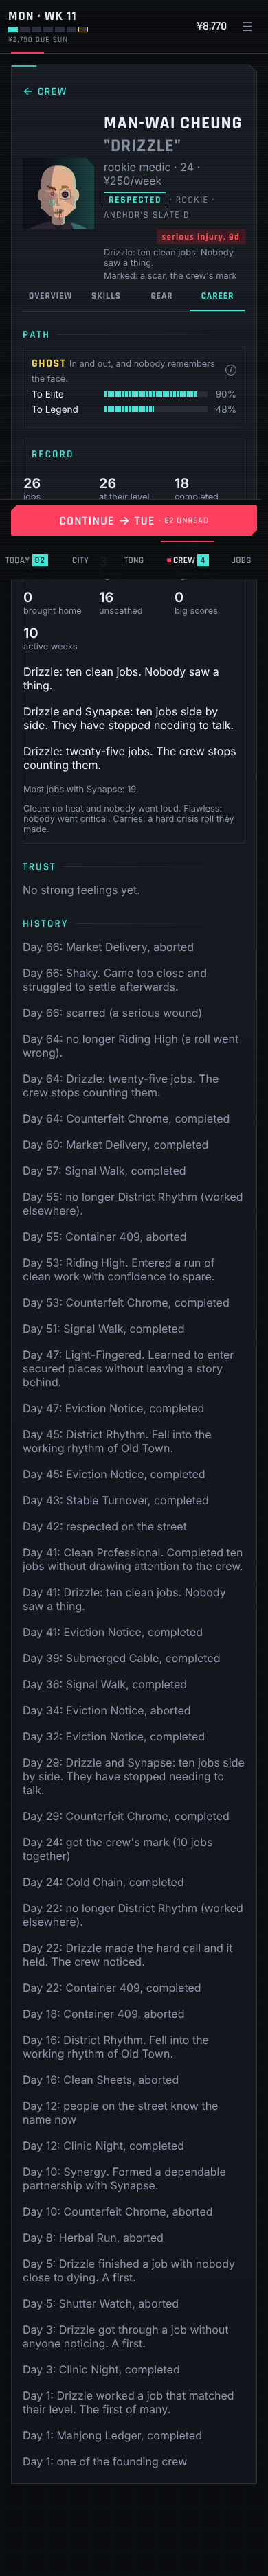 MON · WK 11
¥2,750 DUE SUN
¥8,770
← CREW
MAN-WAI CHEUNG
"DRIZZLE"
rookie medic · 24 ·
¥250/week
RESPECTED · ROOKIE ·
ANCHOR'S SLATE D
serious injury, 9d
Drizzle: ten clean jobs. Nobody
saw a thing.
Marked: a scar, the crew's mark
OVERVIEW SKILLS GEAR CAREER
PATH
GHOST In and out, and nobody remembers
the face.
To Elite 90%
To Legend 48%
RECORD
26 26 18
jobs at their level completed
CONTINUE → TUE · 82 UNREAD
TODAY 82 CITY TONG CREW 4 JOBS
0 16 0
brought home unscathed big scores
10
active weeks
Drizzle: ten clean jobs. Nobody saw a
thing.
Drizzle and Synapse: ten jobs side by
side. They have stopped needing to talk.
Drizzle: twenty-five jobs. The crew stops
counting them.
Most jobs with Synapse: 19.
Clean: no heat and nobody went loud. Flawless:
nobody went critical. Carries: a hard crisis roll they
made.
TRUST
No strong feelings yet.
HISTORY
Day 66: Market Delivery, aborted
Day 66: Shaky. Came too close and
struggled to settle afterwards.
Day 66: scarred (a serious wound)
Day 64: no longer Riding High (a roll went
wrong).
Day 64: Drizzle: twenty-five jobs. The
crew stops counting them.
Day 64: Counterfeit Chrome, completed
Day 60: Market Delivery, completed
Day 57: Signal Walk, completed
Day 55: no longer District Rhythm (worked
elsewhere).
Day 55: Container 409, aborted
Day 53: Riding High. Entered a run of
clean work with confidence to spare.
Day 53: Counterfeit Chrome, completed
Day 51: Signal Walk, completed
Day 47: Light-Fingered. Learned to enter
secured places without leaving a story
behind.
Day 47: Eviction Notice, completed
Day 45: District Rhythm. Fell into the
working rhythm of Old Town.
Day 45: Eviction Notice, completed
Day 43: Stable Turnover, completed
Day 42: respected on the street
Day 41: Clean Professional. Completed ten
jobs without drawing attention to the crew.
Day 41: Drizzle: ten clean jobs. Nobody
saw a thing.
Day 41: Eviction Notice, completed
Day 39: Submerged Cable, completed
Day 36: Signal Walk, completed
Day 34: Eviction Notice, aborted
Day 32: Eviction Notice, completed
Day 29: Drizzle and Synapse: ten jobs side
by side. They have stopped needing to
talk.
Day 29: Counterfeit Chrome, completed
Day 24: got the crew's mark (10 jobs
together)
Day 24: Cold Chain, completed
Day 22: no longer District Rhythm (worked
elsewhere).
Day 22: Drizzle made the hard call and it
held. The crew noticed.
Day 22: Container 409, completed
Day 18: Container 409, aborted
Day 16: District Rhythm. Fell into the
working rhythm of Old Town.
Day 16: Clean Sheets, aborted
Day 12: people on the street know the
name now
Day 12: Clinic Night, completed
Day 10: Synergy. Formed a dependable
partnership with Synapse.
Day 10: Counterfeit Chrome, aborted
Day 8: Herbal Run, aborted
Day 5: Drizzle finished a job with nobody
close to dying. A first.
Day 5: Shutter Watch, aborted
Day 3: Drizzle got through a job without
anyone noticing. A first.
Day 3: Clinic Night, completed
Day 1: Drizzle worked a job that matched
their level. The first of many.
Day 1: Mahjong Ledger, completed
Day 1: one of the founding crew